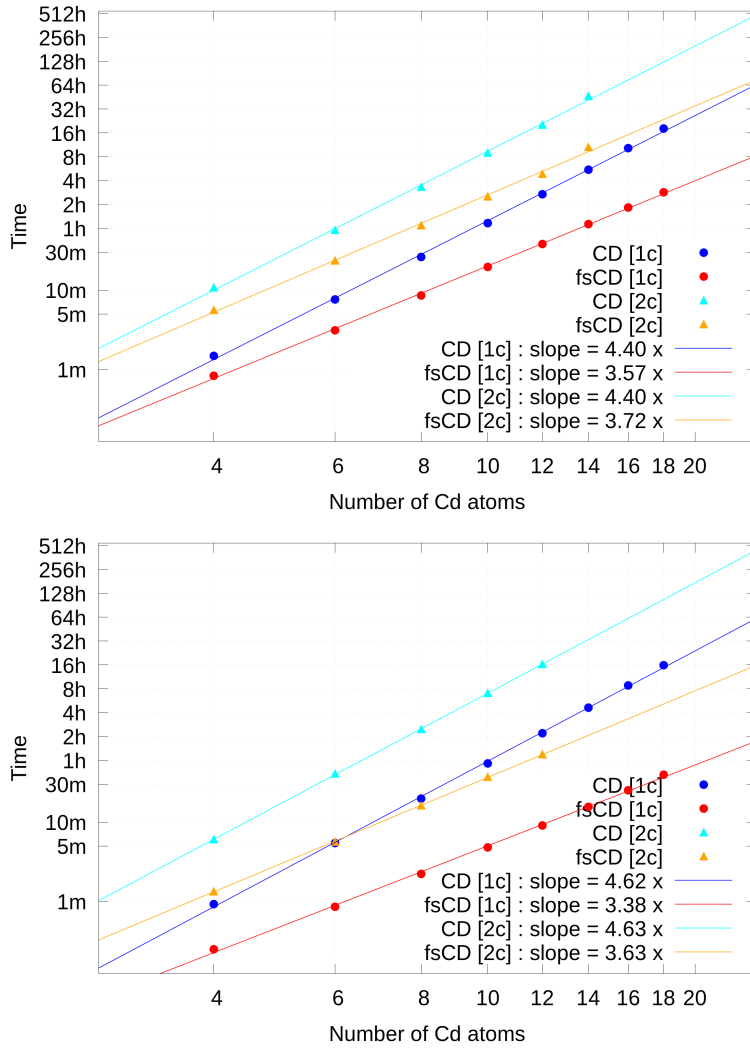 512h
256h
128h
64h
32h
16h
8h
4h
2h
1h
30m
10m
5m
1m
Time
CD [1c]
fsCD [1c]
CD [2c]
fsCD [2c]
CD [1c] : slope = 4.40 x
fsCD [1c] : slope = 3.57 x
CD [2c] : slope = 4.40 x
fsCD [2c] : slope = 3.72 x
4 6 8 10 12 14 16 18 20
Number of Cd atoms
512h
256h
128h
64h
32h
16h
8h
4h
2h
1h
30m
10m
5m
1m
Time
CD [1c]
fsCD [1c]
CD [2c]
fsCD [2c]
CD [1c] : slope = 4.62 x
fsCD [1c] : slope = 3.38 x
CD [2c] : slope = 4.63 x
fsCD [2c] : slope = 3.63 x
4 6 8 10 12 14 16 18 20
Number of Cd atoms